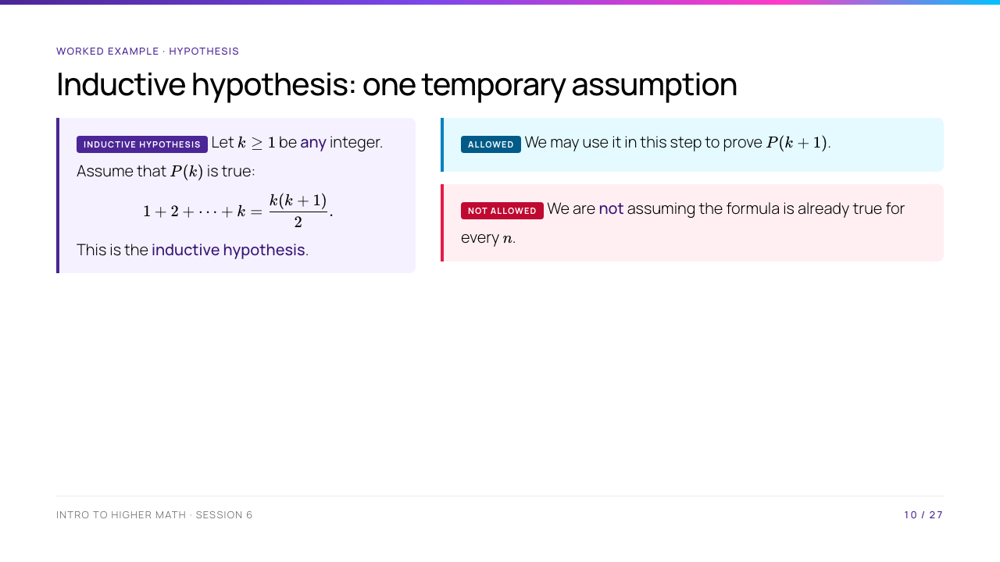 WORKED EXAMPLE · HYPOTHESIS
Inductive hypothesis: one temporary assumption
INDUCTIVE HYPOTHESIS Let k ≥ 1 be any integer.
Assume that P(k) is true:
1 + 2 + ⋯ + k = k(k + 1)/2.
This is the inductive hypothesis.
ALLOWED We may use it in this step to prove P(k + 1).
NOT ALLOWED We are not assuming the formula is already true for
every n.
INTRO TO HIGHER MATH · SESSION 6
10 / 27